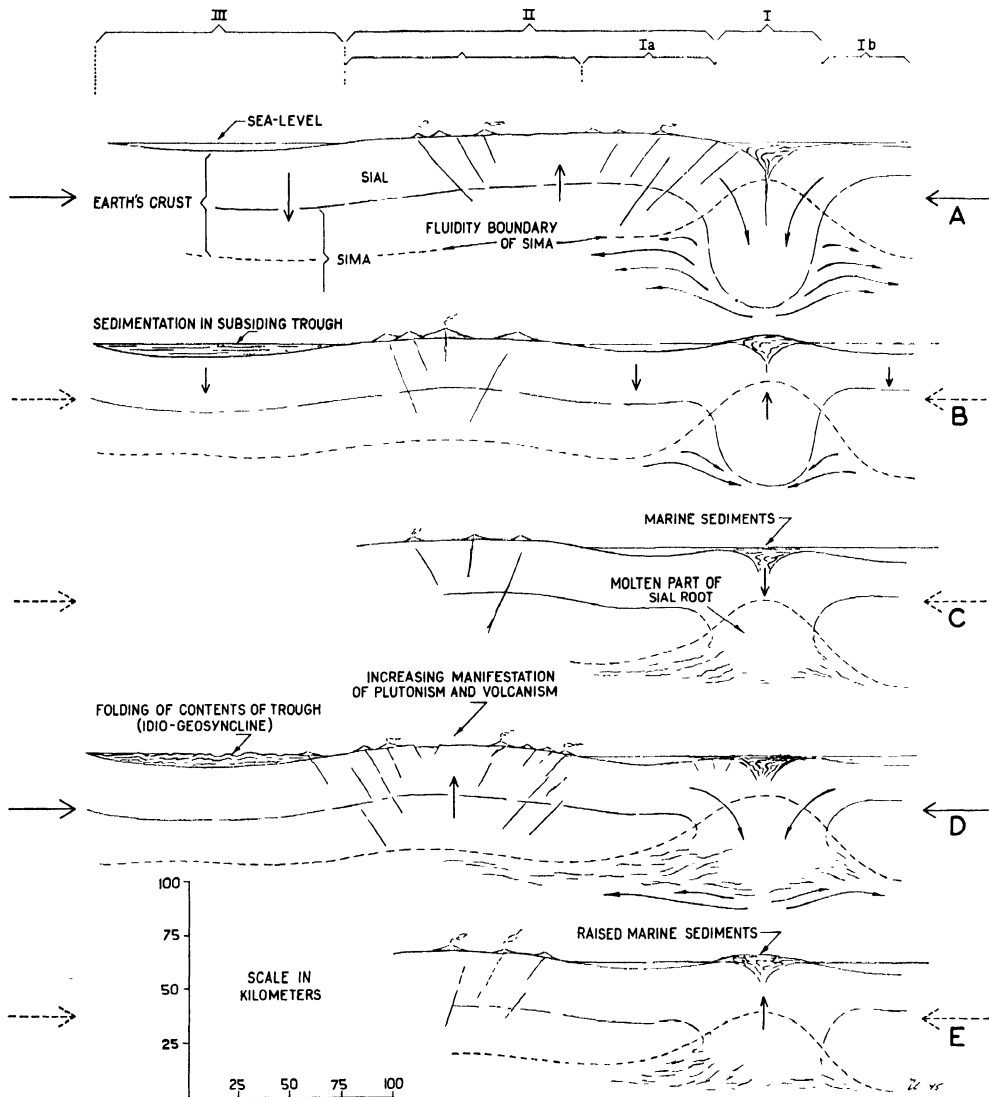 III
II
I
Ia
Ib
SEA-LEVEL
EARTH'S CRUST
SIAL
SIMA
FLUIDITY BOUNDARY
OF SIMA
A
SEDIMENTATION IN SUBSIDING TROUGH
B
MARINE SEDIMENTS
MOLTEN PART OF
SIAL ROOT
C
INCREASING MANIFESTATION
OF PLUTONISM AND VOLCANISM
FOLDING OF CONTENTS OF TROUGH
(IDIO-GEOSYNCLINE)
D
RAISED MARINE SEDIMENTS
E
100
75
50
25
SCALE IN
KILOMETERS
25
50
75
100
45